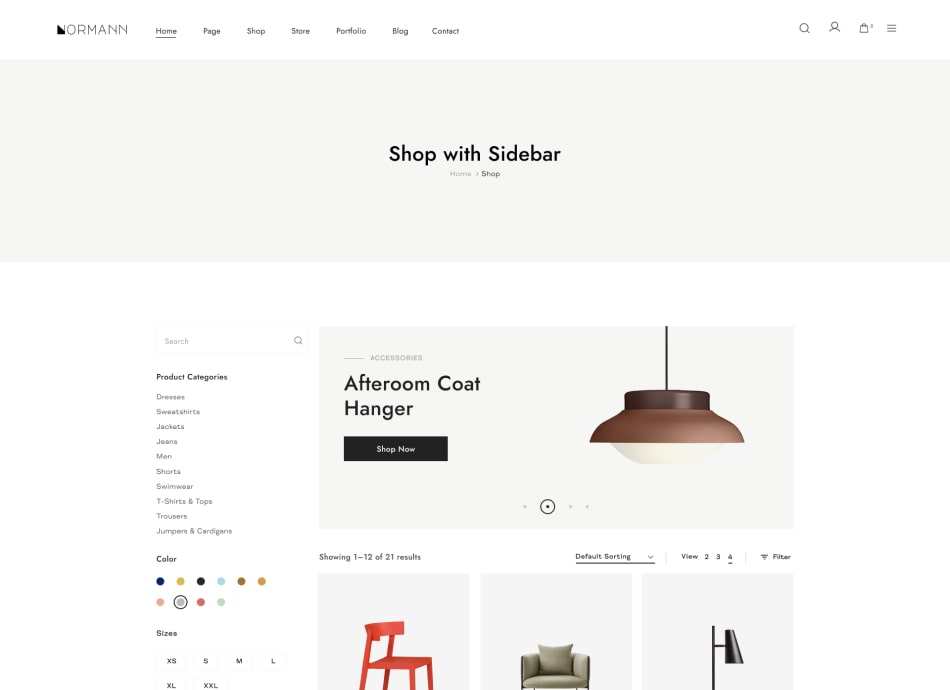 NORMANN
Home Page Shop Store Portfolio Blog Contact
0
Shop with Sidebar
Home > Shop
Search
Product Categories
Dresses
Sweatshirts
Jackets
Jeans
Men
Shorts
Swimwear
T-Shirts & Tops
Trousers
Jumpers & Cardigans
Color
Sizes
XS S M L
XL XXL
ACCESSORIES
Afteroom Coat
Hanger
Shop Now
Showing 1–12 of 21 results
Default Sorting
View 2 3 4
Filter